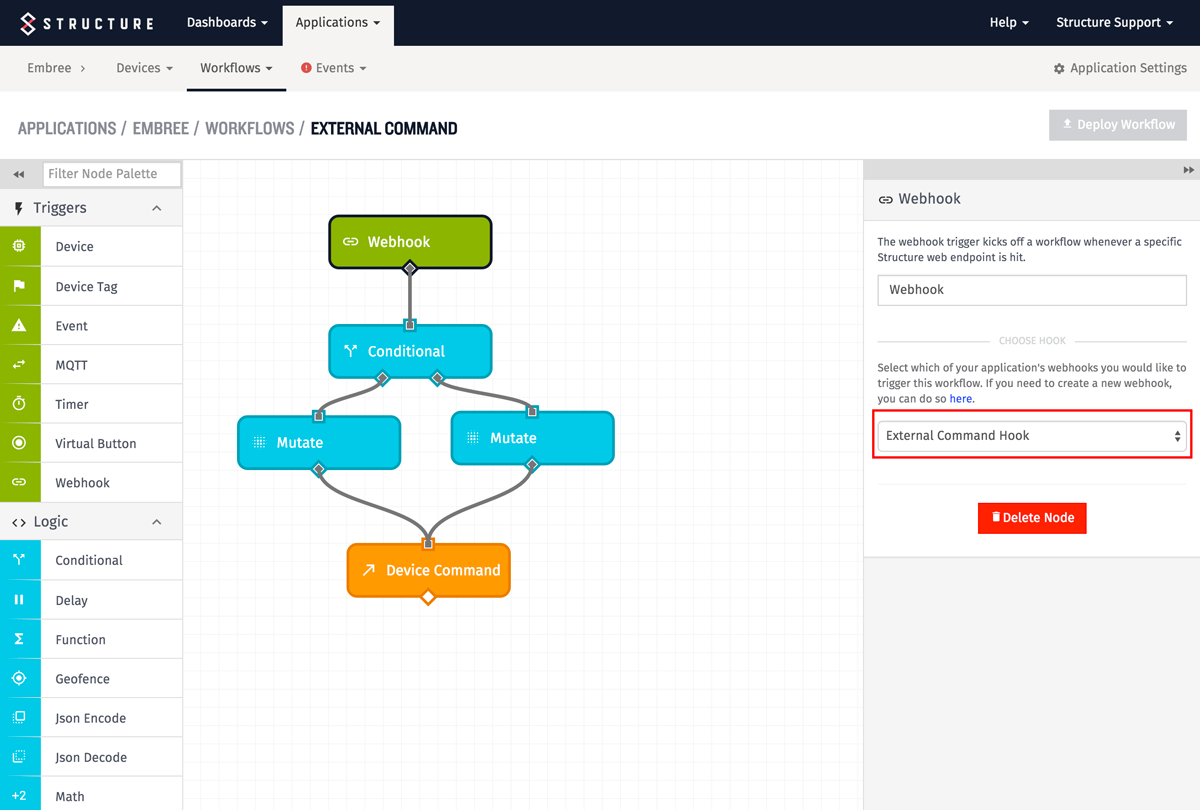 STRUCTURE
Dashboards
Applications
Help
Structure Support
Embree
Devices
Workflows
Events
Application Settings
APPLICATIONS / EMBREE / WORKFLOWS / EXTERNAL COMMAND
Deploy Workflow
Filter Node Palette
Triggers
Device
Device Tag
Event
MQTT
Timer
Virtual Button
Webhook
Logic
Conditional
Delay
Function
Geofence
Json Encode
Json Decode
+2 Math
Webhook
Conditional
Mutate
Mutate
Device Command
Webhook
The webhook trigger kicks off a workflow whenever a specific
Structure web endpoint is hit.
Webhook
CHOOSE HOOK
Select which of your application's webhooks you would like to
trigger this workflow. If you need to create a new webhook,
you can do so here.
External Command Hook
Delete Node